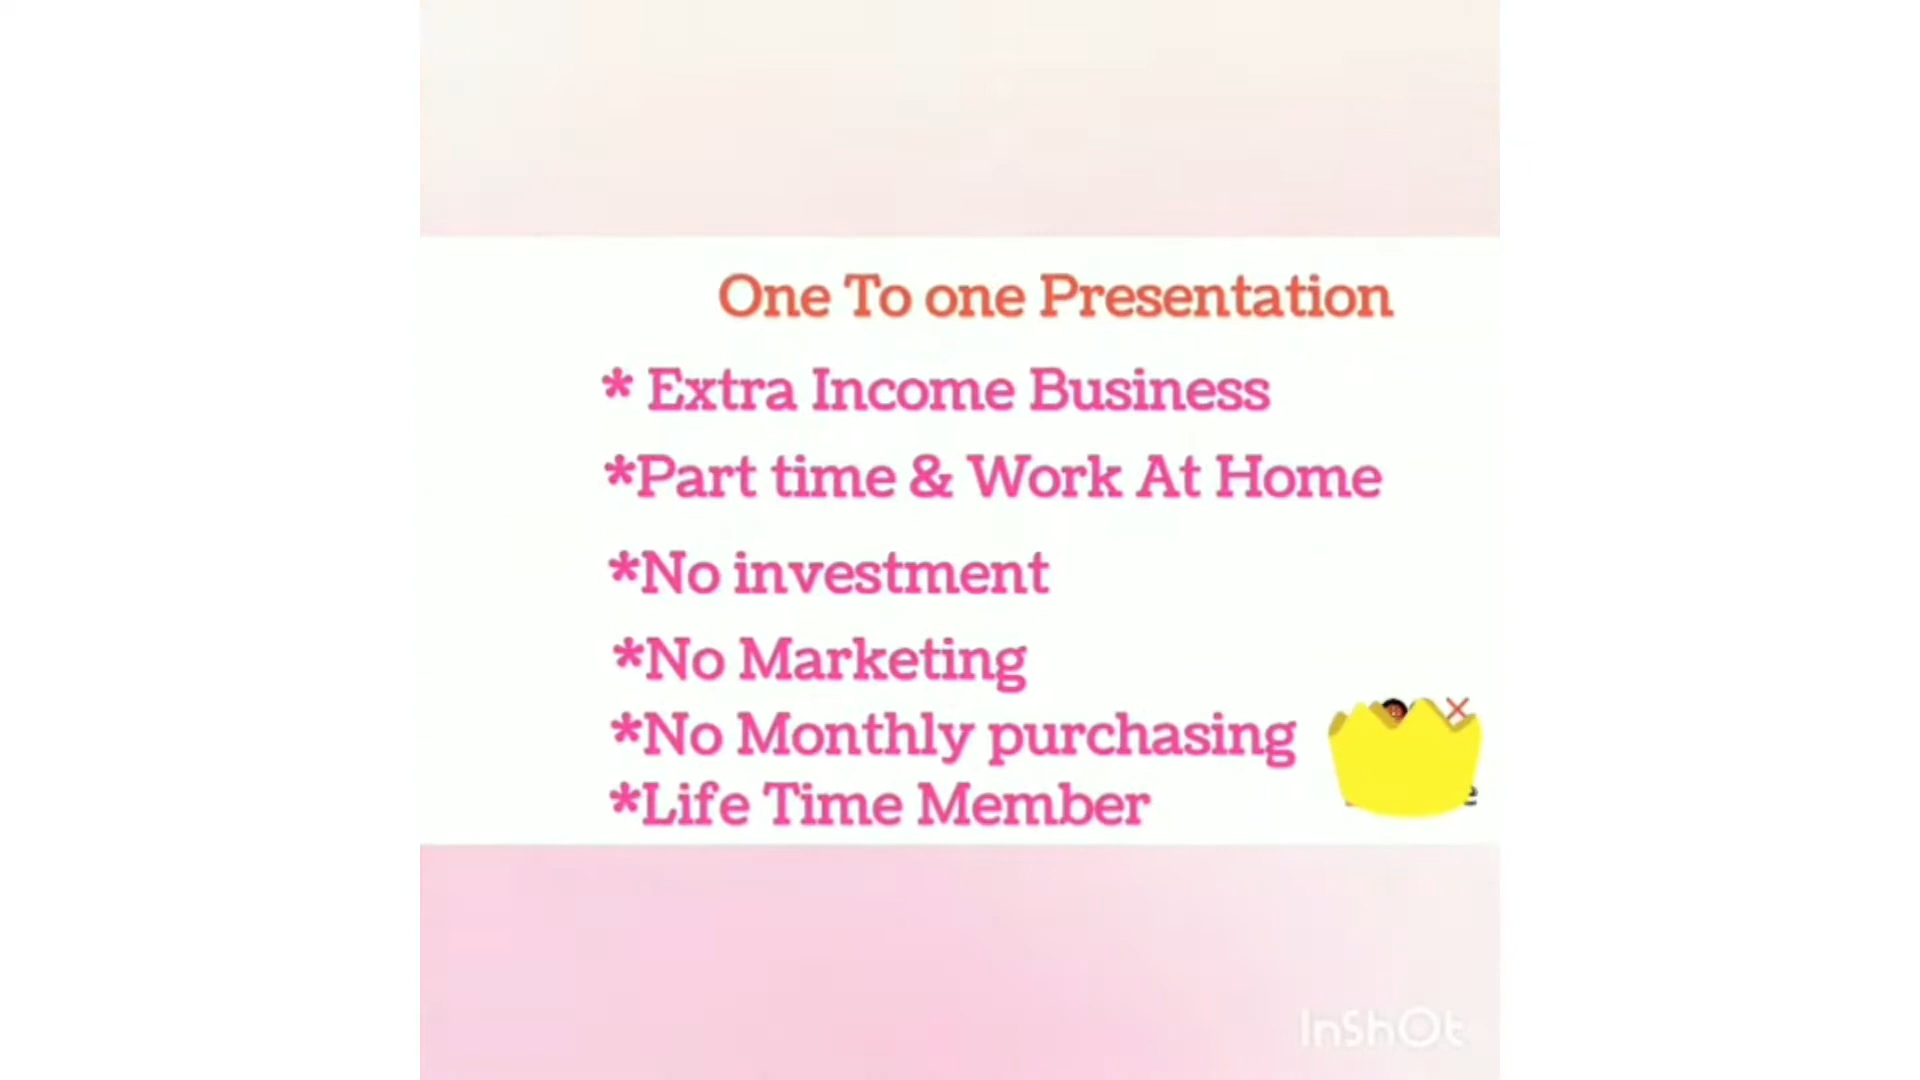 One To one Presentation
* Extra Income Business
*Part time & Work At Home
*No investment
*No Marketing
*No Monthly purchasing
*Life Time Member
InShOt